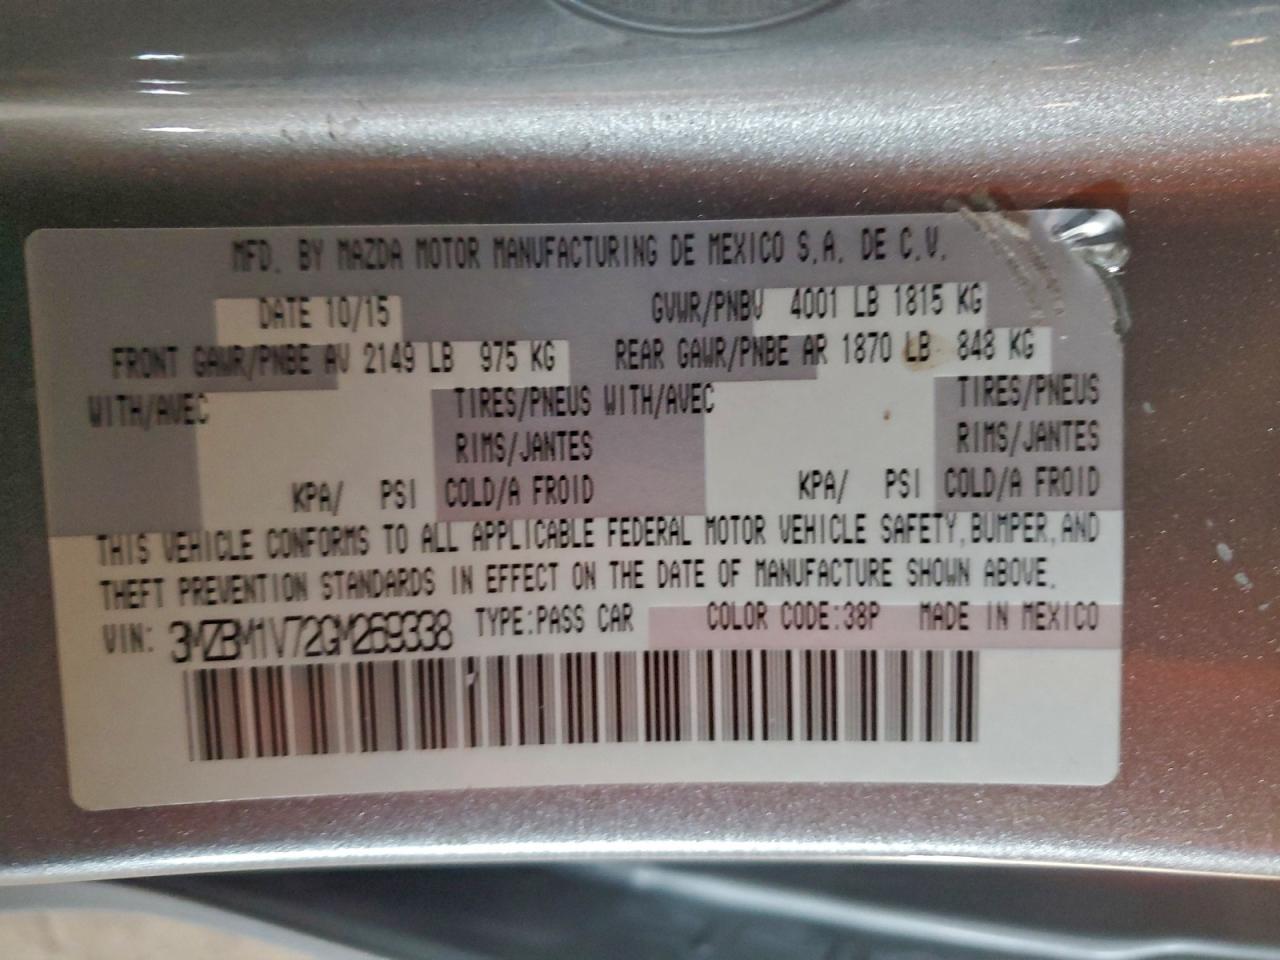 MFD. BY MAZDA MOTOR MANUFACTURING DE MEXICO S.A. DE C.V.
DATE 10/15 GVWR/PNBV 4001 LB 1815 KG
FRONT GAWR/PNBE AV 2149 LB 975 KG REAR GAWR/PNBE AR 1870 LB 848 KG
WITH/AVEC TIRES/PNEUS WITH/AVEC TIRES/PNEUS
RIMS/JANTES RIMS/JANTES
KPA/ PSI COLD/A FROID KPA/ PSI COLD/A FROID
THIS VEHICLE CONFORMS TO ALL APPLICABLE FEDERAL MOTOR VEHICLE SAFETY, BUMPER, AND
THEFT PREVENTION STANDARDS IN EFFECT ON THE DATE OF MANUFACTURE SHOWN ABOVE.
VIN: 3MZBM1V72GM269338 TYPE:PASS CAR COLOR CODE:38P MADE IN MEXICO